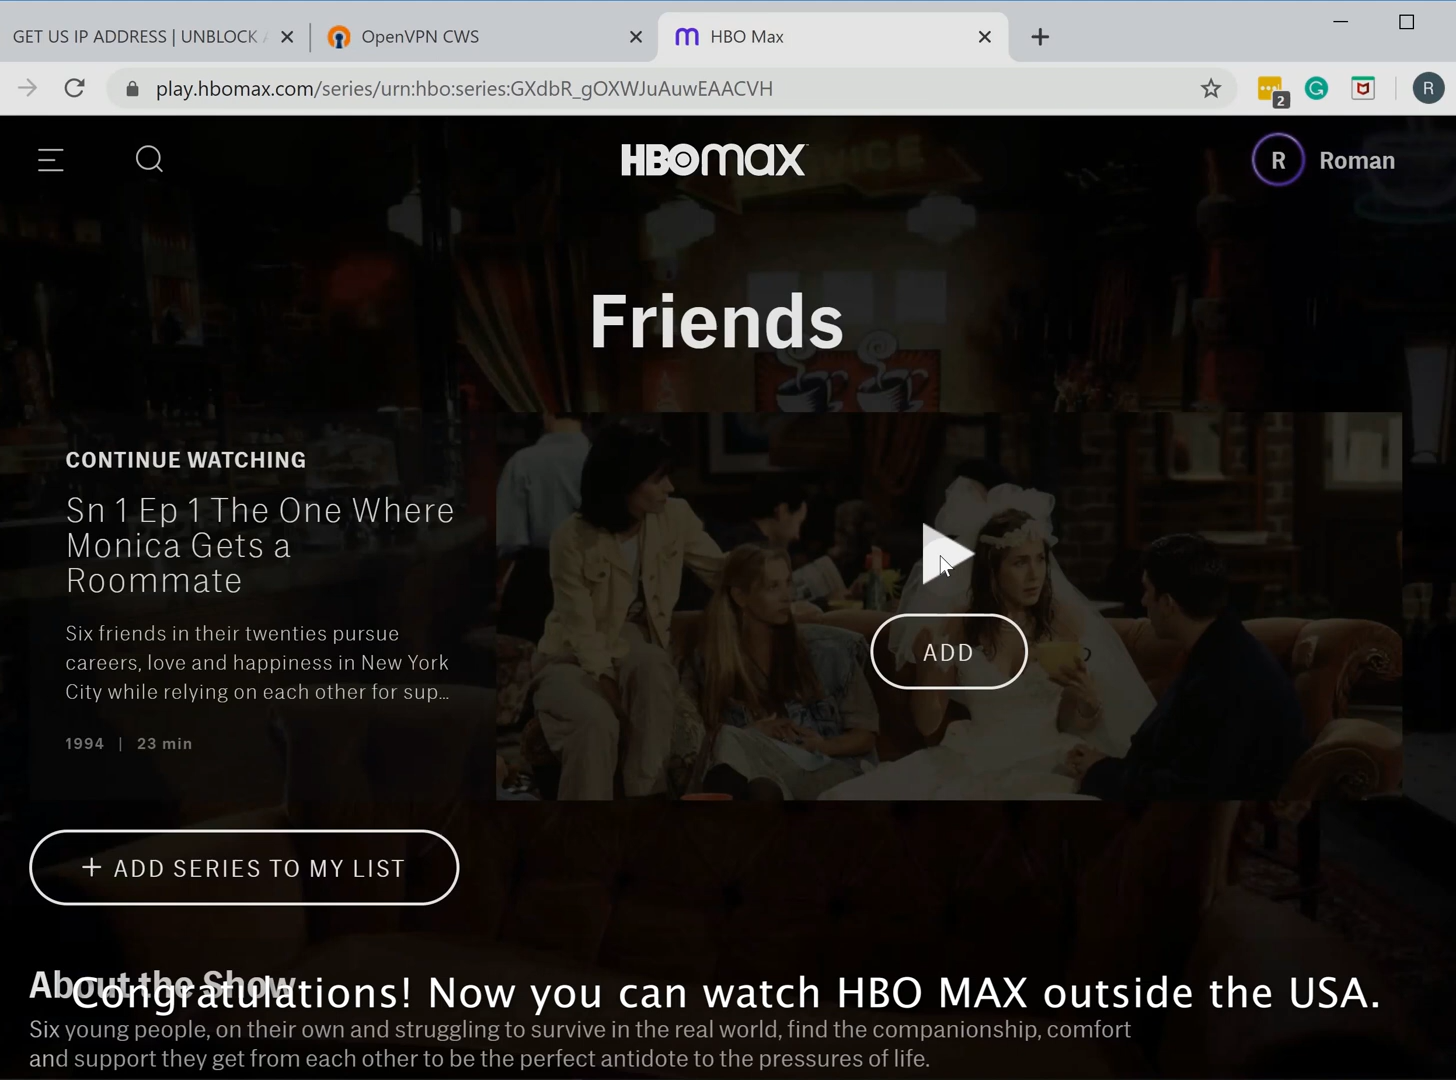 GET US IP ADDRESS | UNBLOCK
OpenVPN CWS
HBO Max
play.hbomax.com/series/urn:hbo:series:GXdbR_gOXWJuAuwEAACVH
2
R
HBOmax
R
Roman
Friends
CONTINUE WATCHING
Sn 1 Ep 1 The One Where
Monica Gets a
Roommate
Six friends in their twenties pursue
careers, love and happiness in New York
City while relying on each other for sup...
1994 | 23 min
ADD
+ ADD SERIES TO MY LIST
About the Show
Congratulations! Now you can watch HBO MAX outside the USA.
Six young people, on their own and struggling to survive in the real world, find the companionship, comfort
and support they get from each other to be the perfect antidote to the pressures of life.